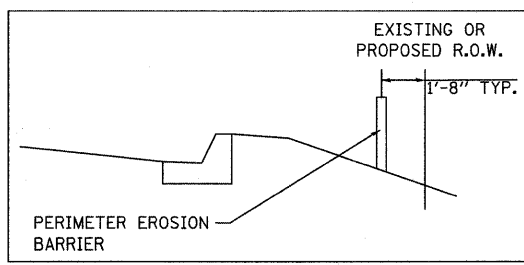 EXISTING OR
PROPOSED R.O.W.
1'-8" TYP.
PERIMETER EROSION
BARRIER